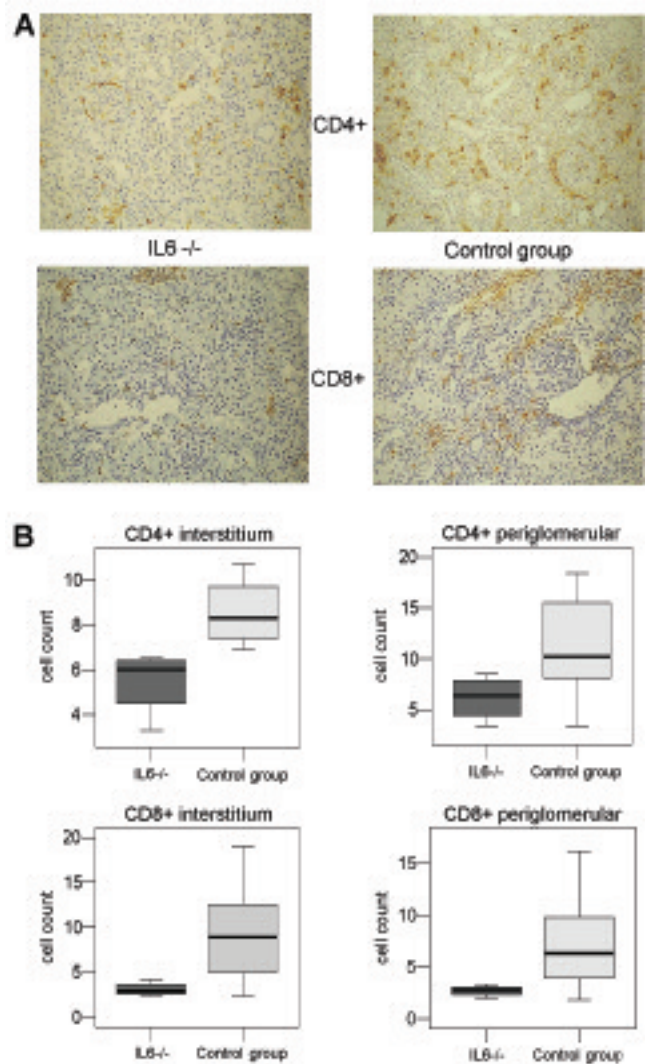 A
CD4+
IL6 -/-
Control group
CD8+
B
CD4+ interstitium
cell count
10
8
6
4
IL6-/-
Control group
CD4+ periglomerular
cell count
20
15
10
5
IL6-/-
Control group
CD8+ interstitium
cell count
20
15
10
5
0
IL6-/-
Control group
CD8+ periglomerular
cell count
15
10
5
0
IL6-/-
Control group